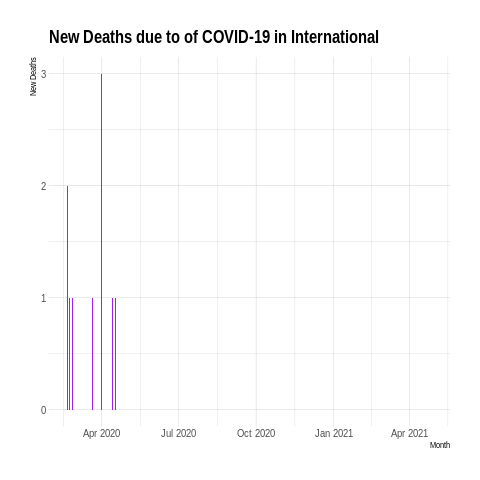 New Deaths due to of COVID-19 in International
New Deaths
3
2
1
0
Apr 2020 Jul 2020 Oct 2020 Jan 2021 Apr 2021
Month